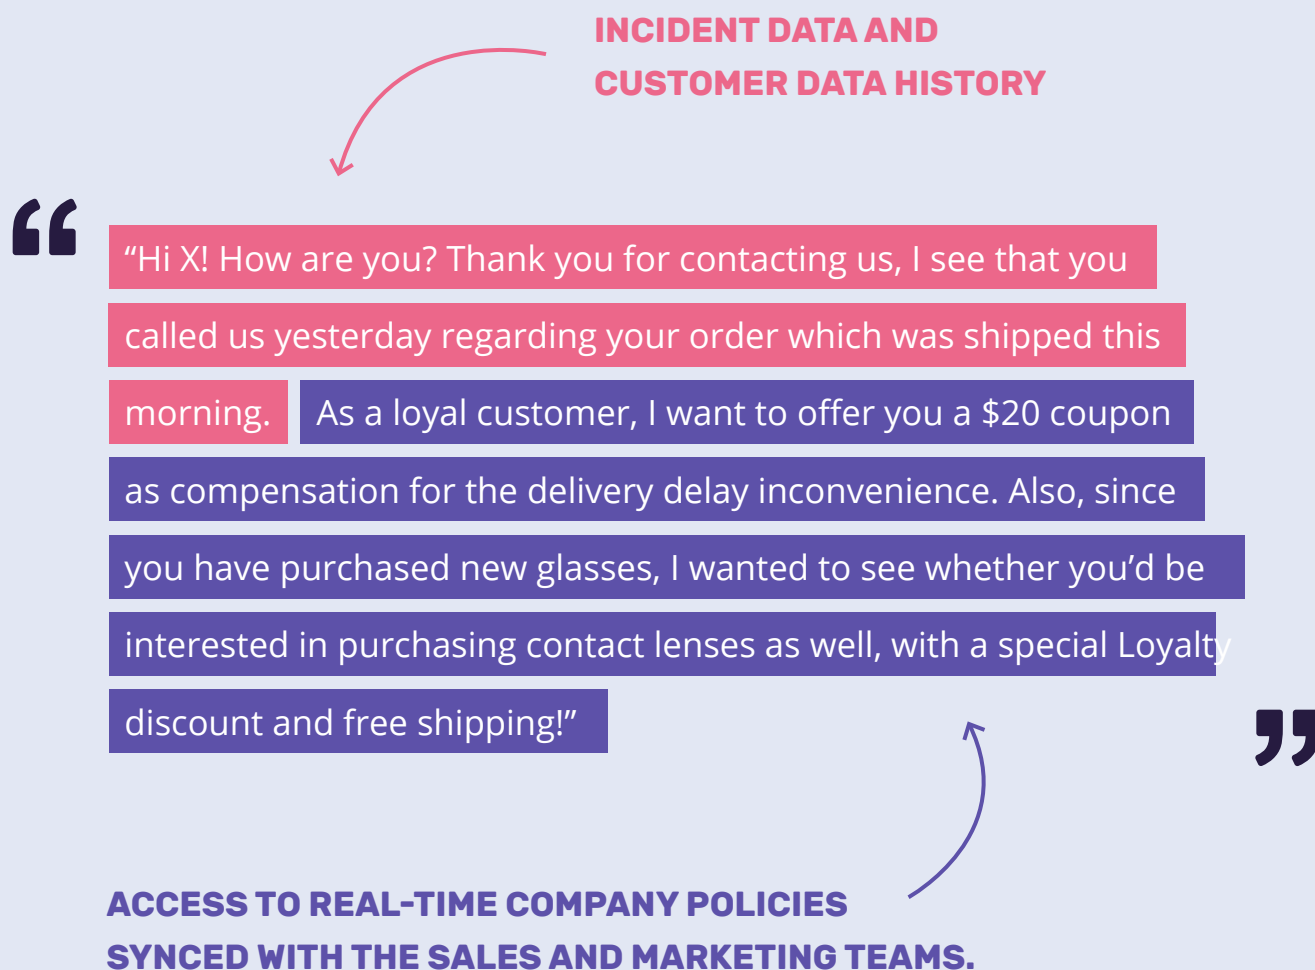 INCIDENT DATA AND
CUSTOMER DATA HISTORY
“
“Hi X! How are you? Thank you for contacting us, I see that you
called us yesterday regarding your order which was shipped this
morning. As a loyal customer, I want to offer you a $20 coupon
as compensation for the delivery delay inconvenience. Also, since
you have purchased new glasses, I wanted to see whether you’d be
interested in purchasing contact lenses as well, with a special Loyalty
discount and free shipping!”
”
ACCESS TO REAL-TIME COMPANY POLICIES
SYNCED WITH THE SALES AND MARKETING TEAMS.